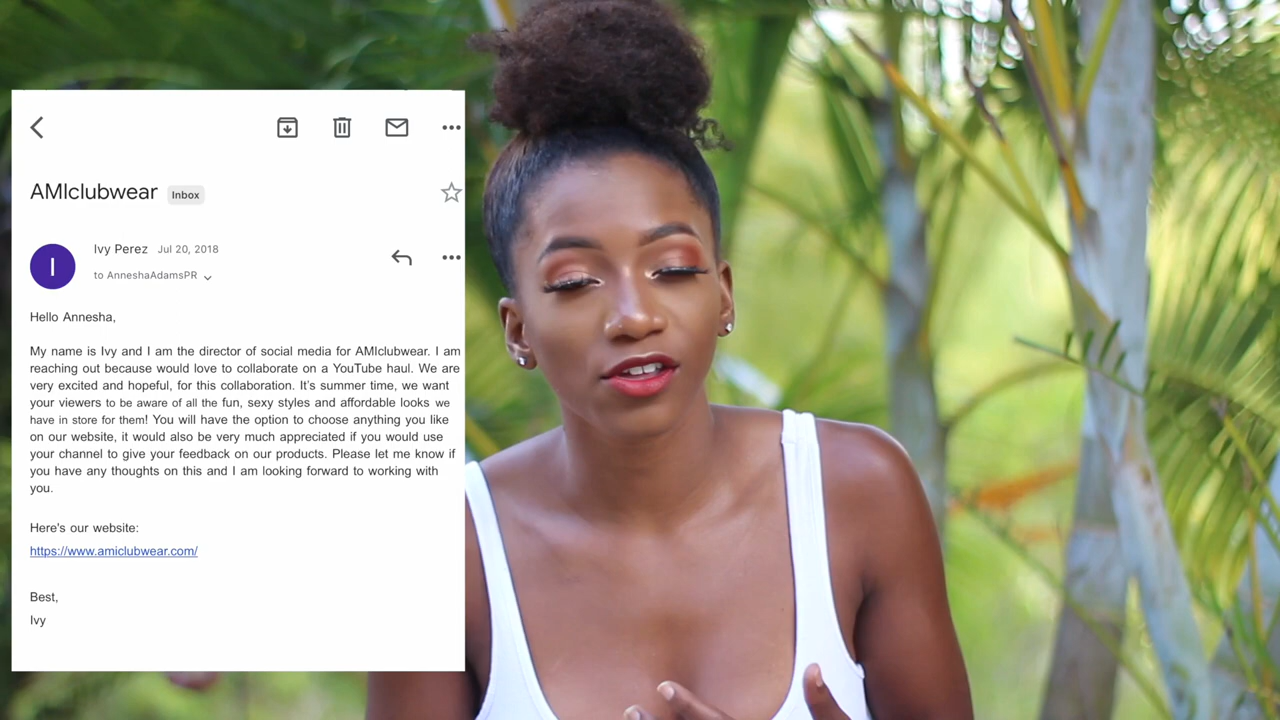 AMIclubwear Inbox
I
Ivy Perez Jul 20, 2018
to AnneshaAdamsPR
Hello Annesha,
My name is Ivy and I am the director of social media for AMIclubwear. I am
reaching out because would love to collaborate on a YouTube haul. We are
very excited and hopeful, for this collaboration. It's summer time, we want
your viewers to be aware of all the fun, sexy styles and affordable looks we
have in store for them! You will have the option to choose anything you like
on our website, it would also be very much appreciated if you would use
your channel to give your feedback on our products. Please let me know if
you have any thoughts on this and I am looking forward to working with
you.
Here's our website:
https://www.amiclubwear.com/
Best,
Ivy